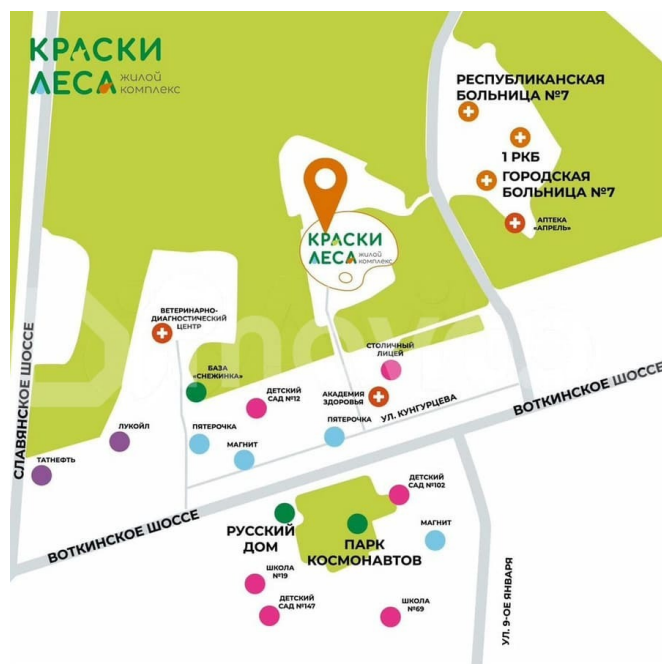 КРАСКИ
ЛЕСА жилой
комплекс
РЕСПУБЛИКАНСКАЯ
БОЛЬНИЦА №7
1 РКБ
ГОРОДСКАЯ
БОЛЬНИЦА №7
АПТЕКА
«АПРЕЛЬ»
КРАСКИ
ЛЕСА жилой
комплекс
ВЕТЕРИНАРНО-
ДИАГНОСТИЧЕСКИЙ
ЦЕНТР
СТОЛИЧНЫЙ
ЛИЦЕЙ
БАЗА
«СНЕЖИНКА»
ДЕТСКИЙ
САД №12
АКАДЕМИЯ
ЗДОРОВЬЯ
УЛ. КУНГУРЦЕВА
ВОТКИНСКОЕ ШОССЕ
СЛАВЯНСКОЕ ШОССЕ
ЛУКОЙЛ
ПЯТЕРОЧКА
ПЯТЕРОЧКА
МАГНИТ
ТАТНЕФТЬ
ДЕТСКИЙ
САД №102
ВОТКИНСКОЕ ШОССЕ
РУССКИЙ
ДОМ
ПАРК
КОСМОНАВТОВ
МАГНИТ
ШКОЛА
№19
ДЕТСКИЙ
САД №147
ШКОЛА
№69
УЛ. 9-ОЕ ЯНВАРЯ